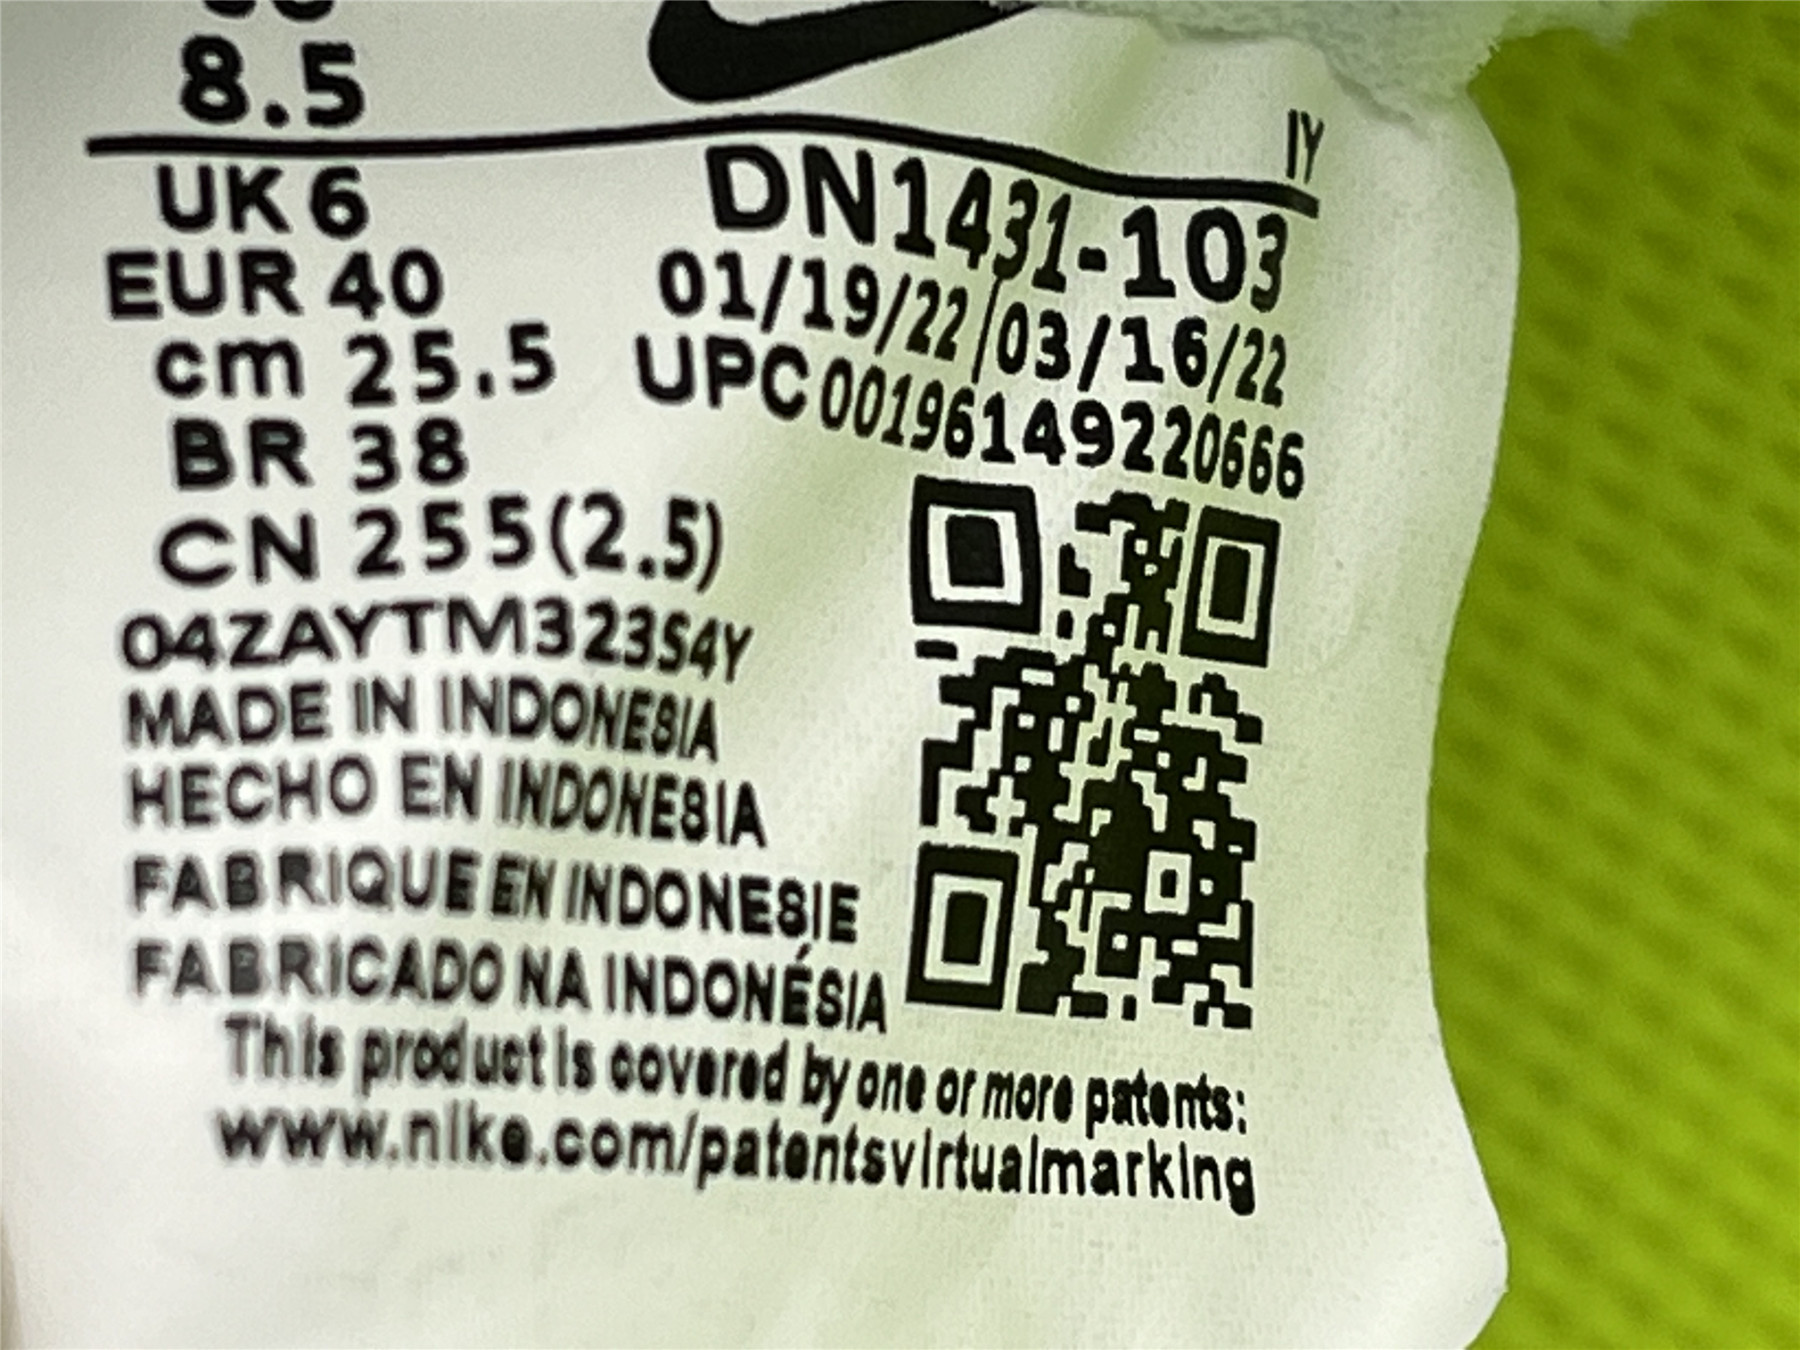 8.5
IY
UK 6
EUR 40
cm 25.5
BR 38
CN 255(2.5)
DN1431-103
01/19/22/03/16/22
UPC 00196149220666
04ZAYTM323S4Y
MADE IN INDONESIA
HECHO EN INDONESIA
FABRIQUE EN INDONESIE
FABRICADO NA INDONÉSIA
This product is covered by one or more patents:
www.nike.com/patentsvirtualmarking